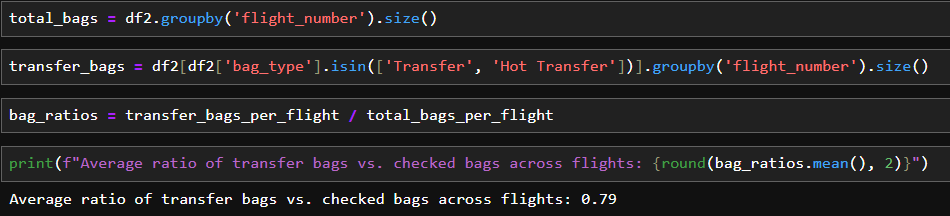 total_bags = df2.groupby('flight_number').size()
transfer_bags = df2[df2['bag_type'].isin(['Transfer', 'Hot Transfer'])].groupby('flight_number').size()
bag_ratios = transfer_bags_per_flight / total_bags_per_flight
print(f"Average ratio of transfer bags vs. checked bags across flights: {round(bag_ratios.mean(), 2)}")
Average ratio of transfer bags vs. checked bags across flights: 0.79